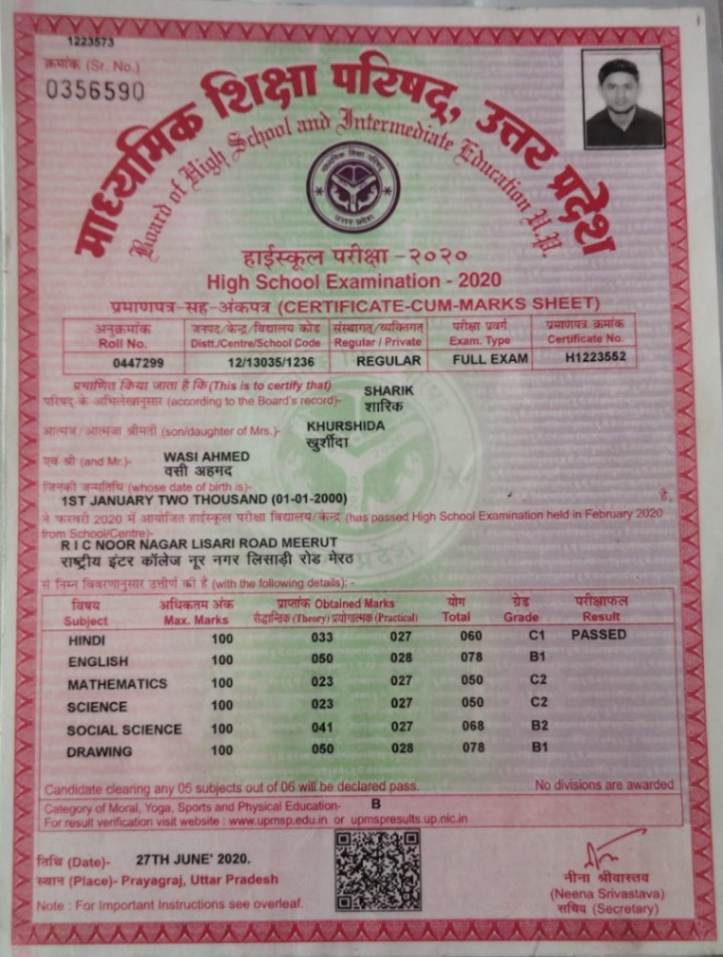 1223573
क्रमांक (Sr. No.)
0356590
माध्यमिक शिक्षा परिषद्, उत्तर प्रदेश
Board of High School and Intermediate Education U.P.
माध्यमिक शिक्षा परिषद्
उत्तर प्रदेश
हाईस्कूल परीक्षा -२०२०
High School Examination - 2020
प्रमाणपत्र-सह-अंकपत्र (CERTIFICATE-CUM-MARKS SHEET)
अनुक्रमांक जनपद/केन्द्र/विद्यालय कोड संस्थागत/व्यक्तिगत परीक्षा प्रवर्ग प्रमाणपत्र क्रमांक
Roll No. Distt./Centre/School Code Regular / Private Exam. Type Certificate No.
0447299 12/13035/1236 REGULAR FULL EXAM H1223552
प्रमाणित किया जाता है कि (This is to certify that) SHARIK
परिषद् के अभिलेखानुसार (according to the Board's record)- शारिक
आत्मज/आत्मजा श्रीमती (son/daughter of Mrs.)- KHURSHIDA
खुर्शीदा
एवं श्री (and Mr.)- WASI AHMED
वसी अहमद
जिनकी जन्मतिथि (whose date of birth is)-
1ST JANUARY TWO THOUSAND (01-01-2000) है,
ने फरवरी 2020 में आयोजित हाईस्कूल परीक्षा विद्यालय/केन्द्र (has passed High School Examination held in February 2020
from School/Centre)-
R I C NOOR NAGAR LISARI ROAD MEERUT
राष्ट्रीय इंटर कॉलेज नूर नगर लिसाड़ी रोड मेरठ
से निम्न विवरणानुसार उत्तीर्ण की है (with the following details): -
विषय अधिकतम अंक प्राप्तांक Obtained Marks योग ग्रेड परीक्षाफल
Subject Max. Marks सैद्धान्तिक (Theory) प्रयोगात्मक (Practical) Total Grade Result
HINDI 100 033 027 060 C1 PASSED
ENGLISH 100 050 028 078 B1
MATHEMATICS 100 023 027 050 C2
SCIENCE 100 023 027 050 C2
SOCIAL SCIENCE 100 041 027 068 B2
DRAWING 100 050 028 078 B1
Candidate clearing any 05 subjects out of 06 will be declared pass. No divisions are awarded
Category of Moral, Yoga, Sports and Physical Education- B
For result verification visit website : www.upmsp.edu.in or upmspresults.up.nic.in
तिथि (Date)- 27TH JUNE' 2020.
स्थान (Place)- Prayagraj, Uttar Pradesh
Note : For Important Instructions see overleaf.
नीना श्रीवास्तव
(Neena Srivastava)
सचिव (Secretary)